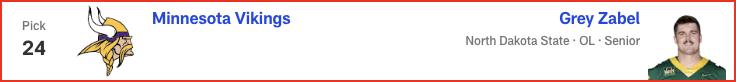 Pick
24
Minnesota Vikings
Grey Zabel
North Dakota State · OL · Senior